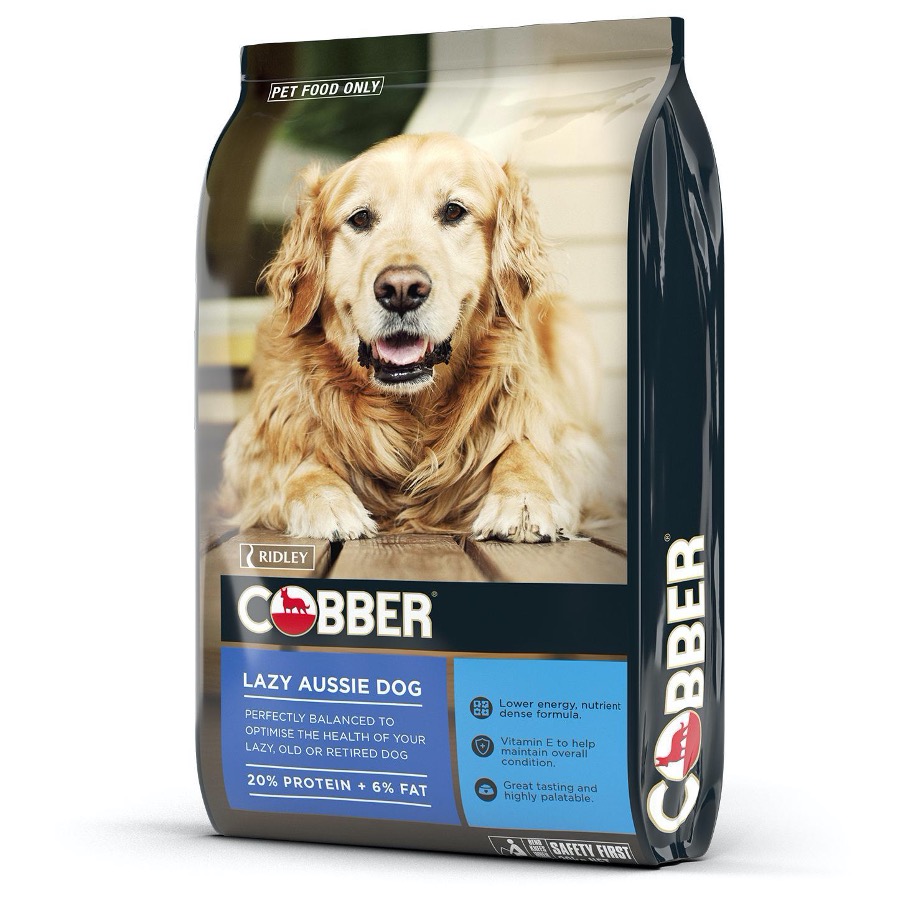 PET FOOD ONLY
RIDLEY
COBBER®
LAZY AUSSIE DOG
PERFECTLY BALANCED TO
OPTIMISE THE HEALTH OF YOUR
LAZY, OLD OR RETIRED DOG
20% PROTEIN + 6% FAT
Lower energy, nutrient
dense formula.
Vitamin E to help
maintain overall
condition.
Great tasting and
highly palatable.
SAFETY FIRST
COBBER®